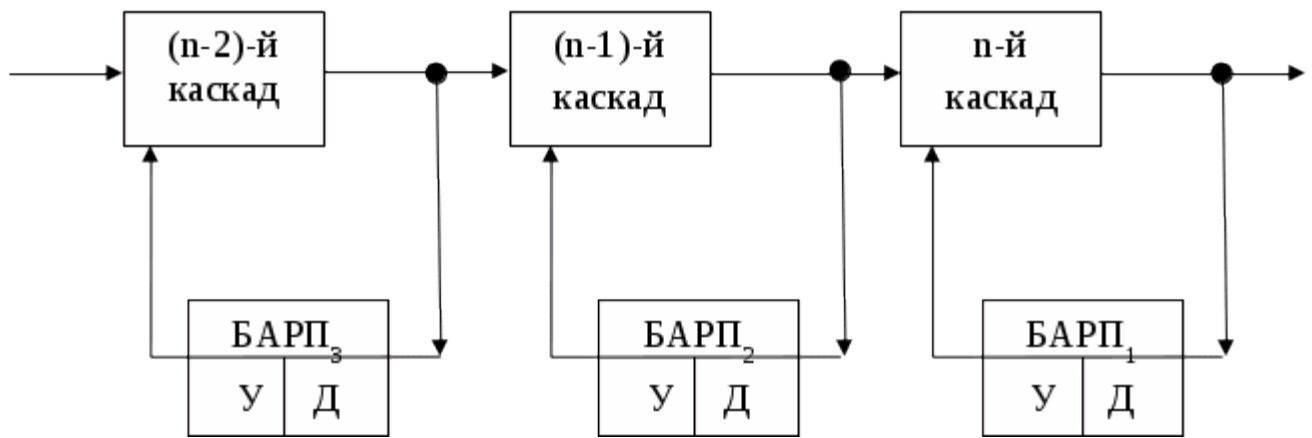 (n-2)-й
каскад
(n-1)-й
каскад
n-й
каскад
БАРП₃
У Д
БАРП₂
У Д
БАРП₁
У Д